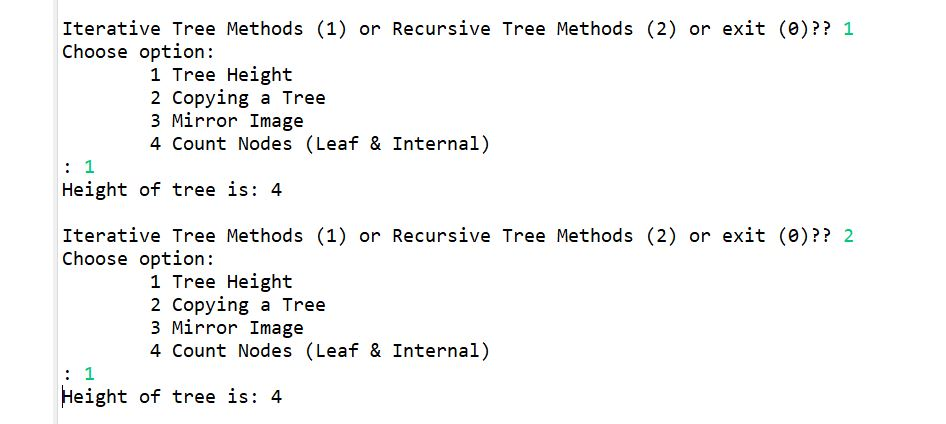 Iterative Tree Methods (1) or Recursive Tree Methods (2) or exit (0)?? 1
Choose option:
1 Tree Height
2 Copying a Tree
3 Mirror Image
4 Count Nodes (Leaf & Internal)
: 1
Height of tree is: 4
Iterative Tree Methods (1) or Recursive Tree Methods (2) or exit (0)?? 2
Choose option:
1 Tree Height
2 Copying a Tree
3 Mirror Image
4 Count Nodes (Leaf & Internal)
: 1
Height of tree is: 4